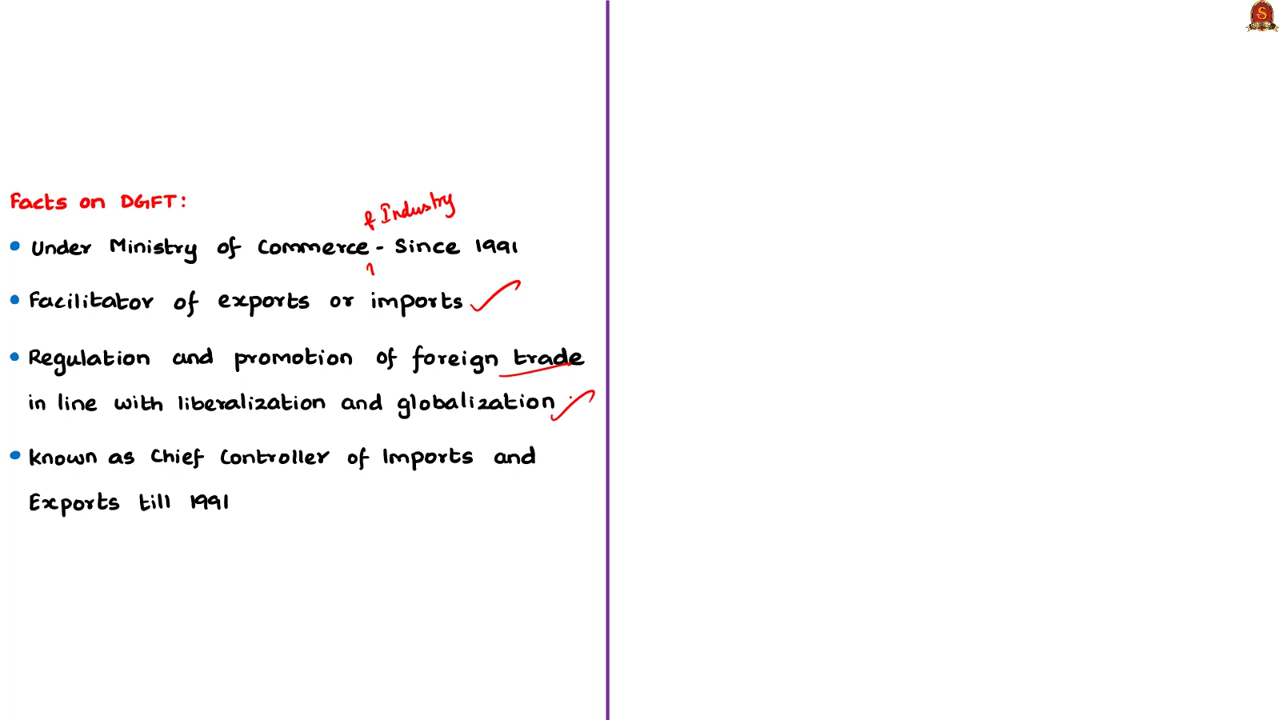 Facts on DGFT:
& Industry
• Under Ministry of Commerce - Since 1991
• Facilitator of exports or imports
• Regulation and promotion of foreign trade
in line with liberalization and globalization
• Known as Chief Controller of Imports and
Exports till 1991
S